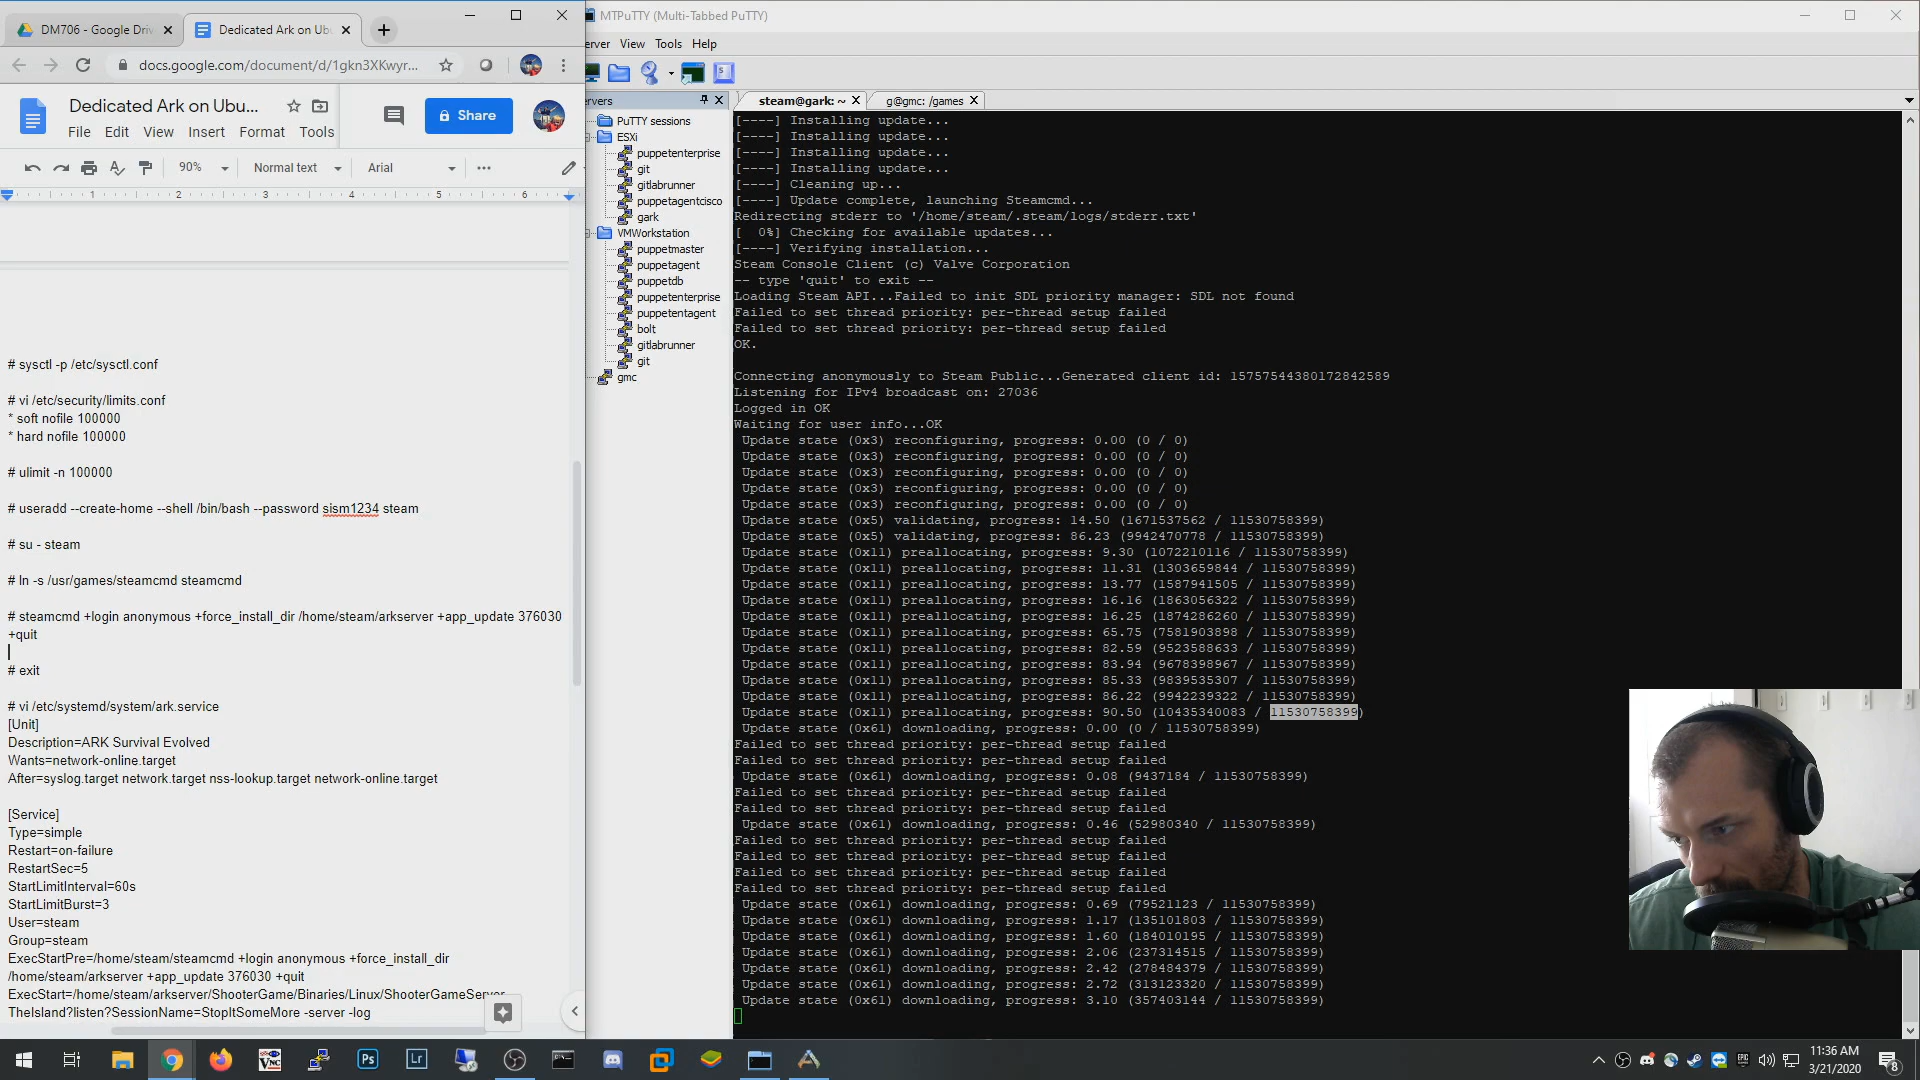 DM706 - Google Driv
Dedicated Ark on Ubu
docs.google.com/document/d/1gkn3XKwyr...
Dedicated Ark on Ubu...
Share
File Edit View Insert Format Tools
90% Normal text Arial
1 2 3 4 5 6
# sysctl -p /etc/sysctl.conf
# vi /etc/security/limits.conf
* soft nofile 100000
* hard nofile 100000
# ulimit -n 100000
# useradd --create-home --shell /bin/bash --password sism1234 steam
# su - steam
# ln -s /usr/games/steamcmd steamcmd
# steamcmd +login anonymous +force_install_dir /home/steam/arkserver +app_update 376030
+quit
# exit
# vi /etc/systemd/system/ark.service
[Unit]
Description=ARK Survival Evolved
Wants=network-online.target
After=syslog.target network.target nss-lookup.target network-online.target
[Service]
Type=simple
Restart=on-failure
RestartSec=5
StartLimitInterval=60s
StartLimitBurst=3
User=steam
Group=steam
ExecStartPre=/home/steam/steamcmd +login anonymous +force_install_dir
/home/steam/arkserver +app_update 376030 +quit
ExecStart=/home/steam/arkserver/ShooterGame/Binaries/Linux/ShooterGameServer
TheIsland?listen?SessionName=StopItSomeMore -server -log
MTPuTTY (Multi-Tabbed PuTTY)
erver View Tools Help
ervers
PuTTY sessions
ESXi
puppetenterprise
git
gitlabrunner
puppetagentcisco
gark
VMWorkstation
puppetmaster
puppetagent
puppetdb
puppetenterprise
puppetentagent
bolt
gitlabrunner
git
gmc
steam@gark: ~
g@gmc: /games
[----] Installing update...
[----] Installing update...
[----] Installing update...
[----] Installing update...
[----] Cleaning up...
[----] Update complete, launching Steamcmd...
Redirecting stderr to '/home/steam/.steam/logs/stderr.txt'
[  0%] Checking for available updates...
[----] Verifying installation...
Steam Console Client (c) Valve Corporation
-- type 'quit' to exit --
Loading Steam API...Failed to init SDL priority manager: SDL not found
Failed to set thread priority: per-thread setup failed
Failed to set thread priority: per-thread setup failed
OK.
Connecting anonymously to Steam Public...Generated client id: 15757544380172842589
Listening for IPv4 broadcast on: 27036
Logged in OK
Waiting for user info...OK
Update state (0x3) reconfiguring, progress: 0.00 (0 / 0)
Update state (0x3) reconfiguring, progress: 0.00 (0 / 0)
Update state (0x3) reconfiguring, progress: 0.00 (0 / 0)
Update state (0x3) reconfiguring, progress: 0.00 (0 / 0)
Update state (0x3) reconfiguring, progress: 0.00 (0 / 0)
Update state (0x5) validating, progress: 14.50 (1671537562 / 11530758399)
Update state (0x5) validating, progress: 86.23 (9942470778 / 11530758399)
Update state (0x11) preallocating, progress: 9.30 (1072210116 / 11530758399)
Update state (0x11) preallocating, progress: 11.31 (1303659844 / 11530758399)
Update state (0x11) preallocating, progress: 13.77 (1587941505 / 11530758399)
Update state (0x11) preallocating, progress: 16.16 (1863056322 / 11530758399)
Update state (0x11) preallocating, progress: 16.25 (1874286260 / 11530758399)
Update state (0x11) preallocating, progress: 65.75 (7581903898 / 11530758399)
Update state (0x11) preallocating, progress: 82.59 (9523588633 / 11530758399)
Update state (0x11) preallocating, progress: 83.94 (9678398967 / 11530758399)
Update state (0x11) preallocating, progress: 85.33 (9839535307 / 11530758399)
Update state (0x11) preallocating, progress: 86.22 (9942239322 / 11530758399)
Update state (0x11) preallocating, progress: 90.50 (10435340083 / 11530758399)
Update state (0x61) downloading, progress: 0.00 (0 / 11530758399)
Failed to set thread priority: per-thread setup failed
Failed to set thread priority: per-thread setup failed
Update state (0x61) downloading, progress: 0.08 (9437184 / 11530758399)
Failed to set thread priority: per-thread setup failed
Failed to set thread priority: per-thread setup failed
Update state (0x61) downloading, progress: 0.46 (52980340 / 11530758399)
Failed to set thread priority: per-thread setup failed
Failed to set thread priority: per-thread setup failed
Failed to set thread priority: per-thread setup failed
Failed to set thread priority: per-thread setup failed
Update state (0x61) downloading, progress: 0.69 (79521123 / 11530758399)
Update state (0x61) downloading, progress: 1.17 (135101803 / 11530758399)
Update state (0x61) downloading, progress: 1.60 (184010195 / 11530758399)
Update state (0x61) downloading, progress: 2.06 (237314515 / 11530758399)
Update state (0x61) downloading, progress: 2.42 (278484379 / 11530758399)
Update state (0x61) downloading, progress: 2.72 (313123320 / 11530758399)
Update state (0x61) downloading, progress: 3.10 (357403144 / 11530758399)
Ps
Lr
11:36 AM
3/21/2020
8